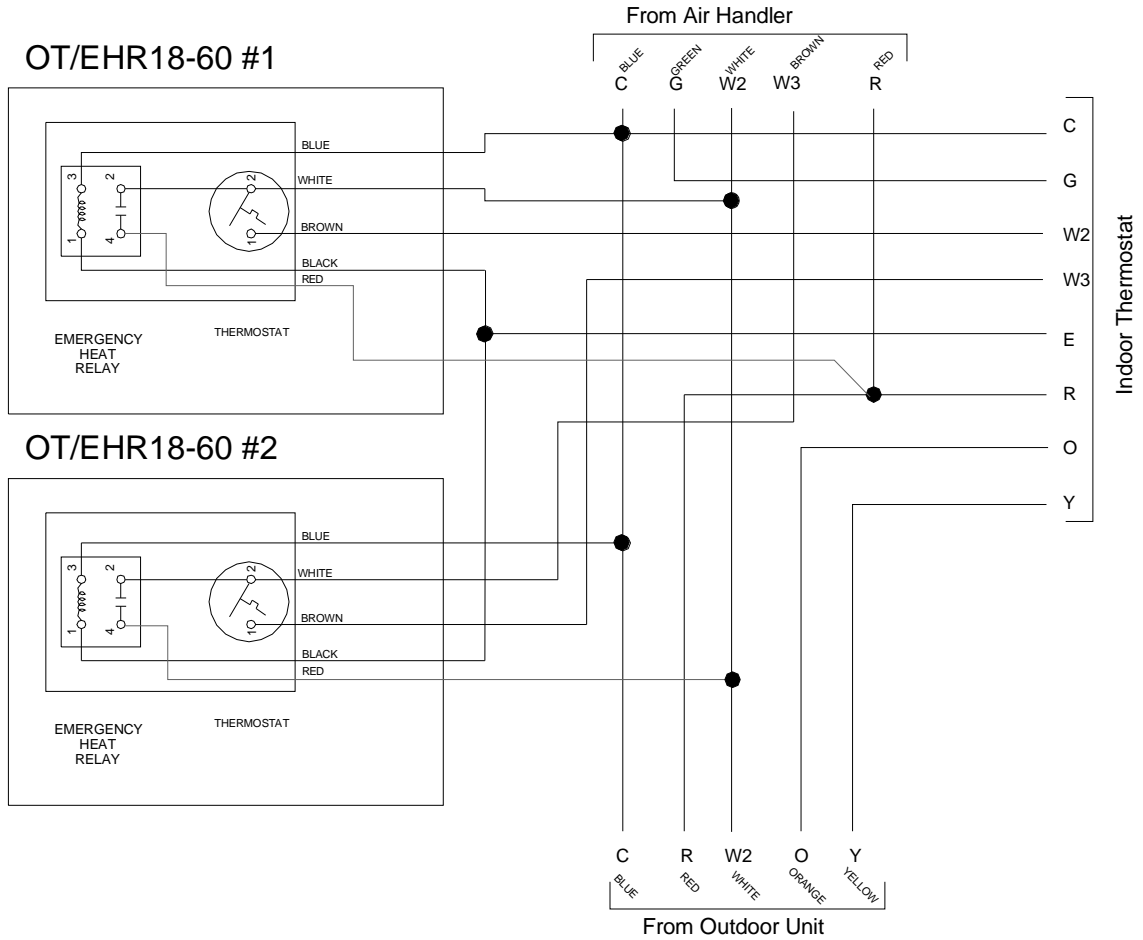 From Air Handler
BLUE GREEN WHITE BROWN RED
C G W2 W3 R
OT/EHR18-60 #1
3 2 2
1 4 1
BLUE
WHITE
BROWN
BLACK
RED
EMERGENCY
HEAT
RELAY
THERMOSTAT
C
G
W2
W3
E
R
O
Y
Indoor Thermostat
OT/EHR18-60 #2
3 2 2
1 4 1
BLUE
WHITE
BROWN
BLACK
RED
EMERGENCY
HEAT
RELAY
THERMOSTAT
C R W2 O Y
BLUE RED WHITE ORANGE YELLOW
From Outdoor Unit